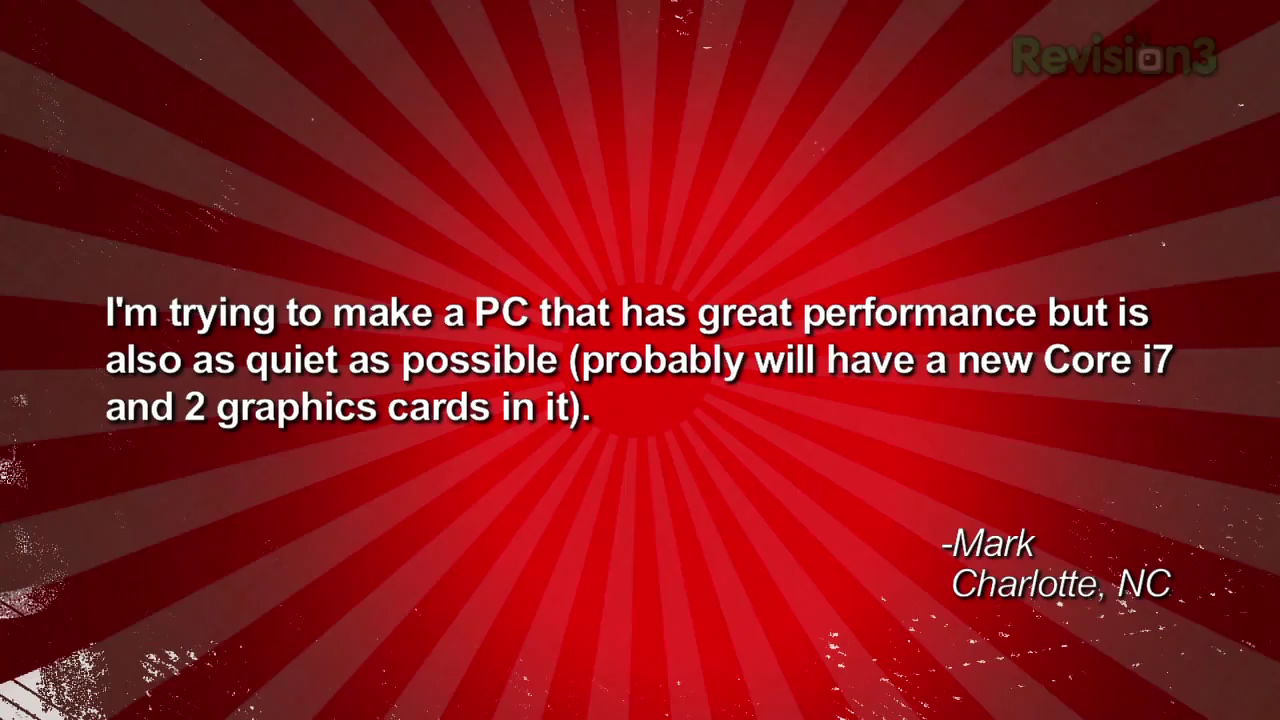 Revision3
I'm trying to make a PC that has great performance but is
also as quiet as possible (probably will have a new Core i7
and 2 graphics cards in it).
-Mark
Charlotte, NC